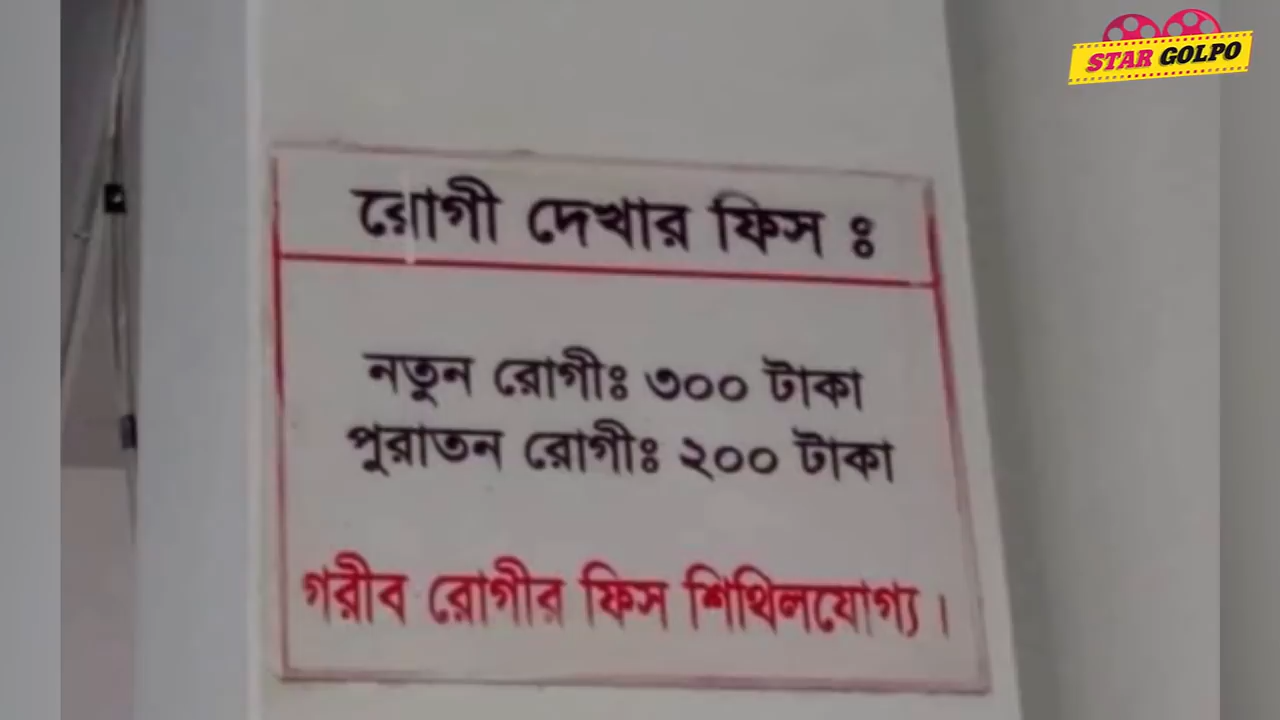 STAR GOLPO
রোগী দেখার ফিস ঃ
নতুন রোগীঃ ৩০০ টাকা
পুরাতন রোগীঃ ২০০ টাকা
গরীব রোগীর ফিস শিথিলযোগ্য।